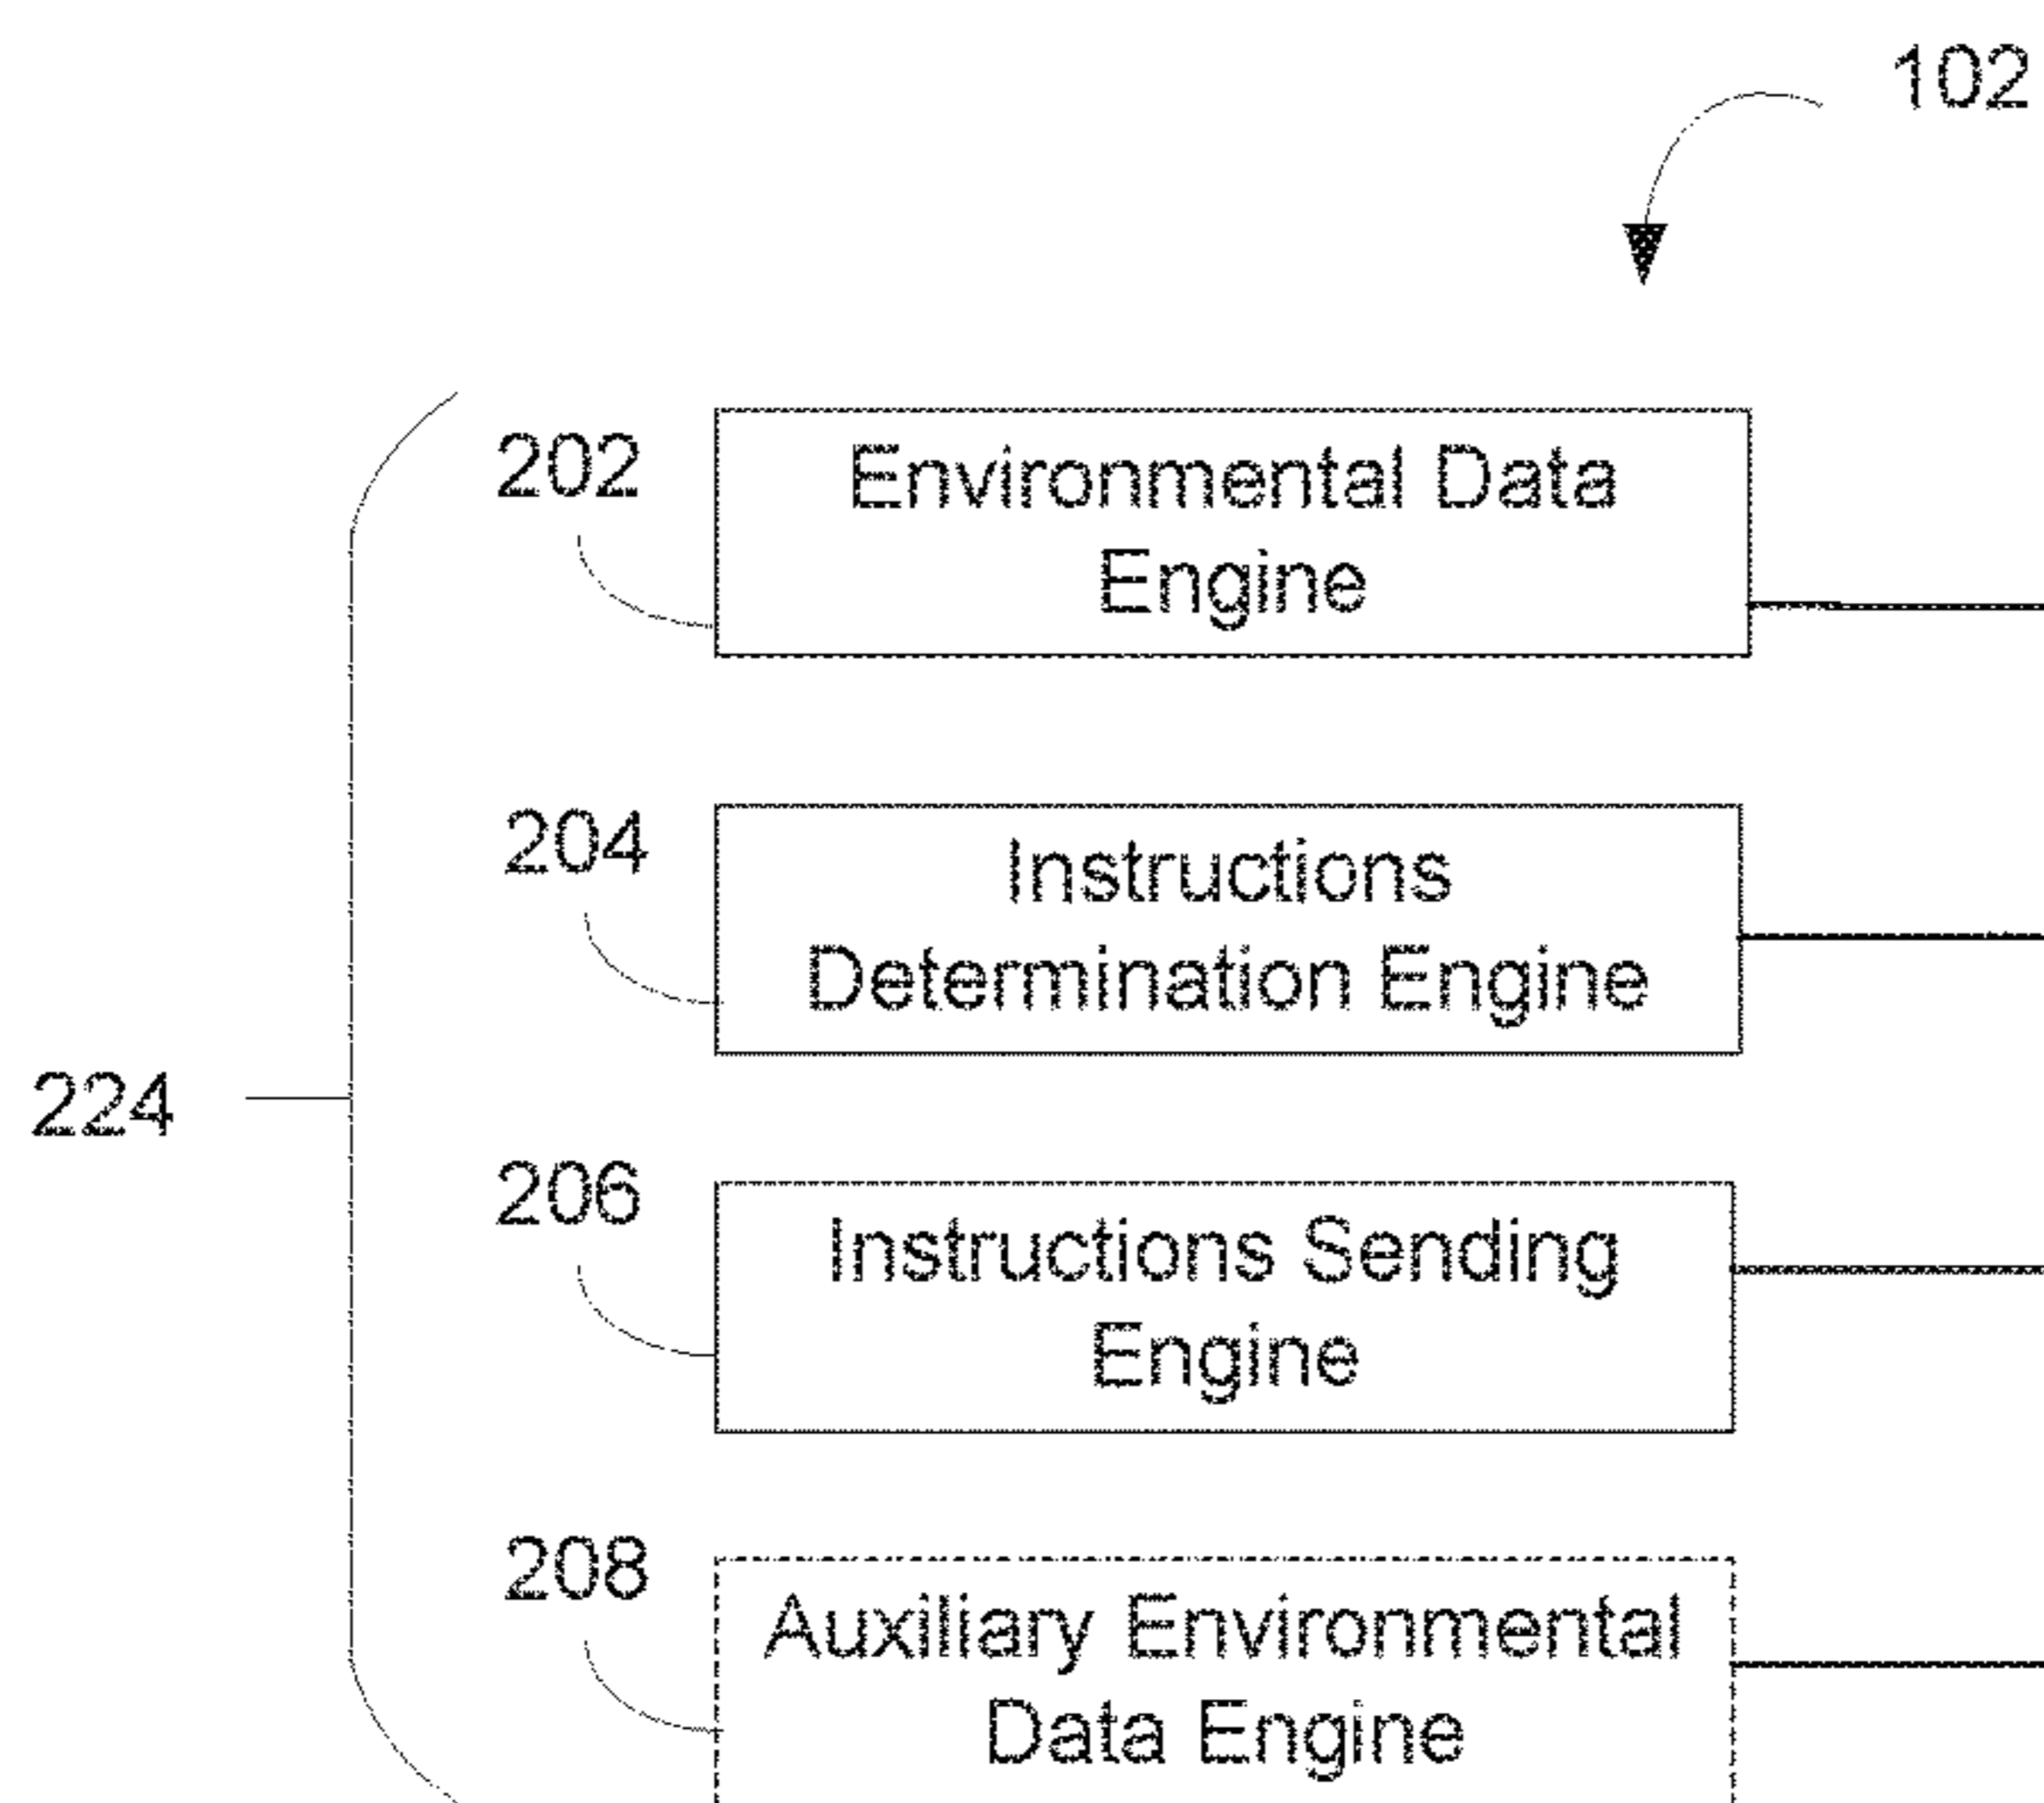 102
202
Environmental Data
Engine
204
Instructions
Determination Engine
224
206
Instructions Sending
Engine
208
Auxiliary Environmental
Data Engine